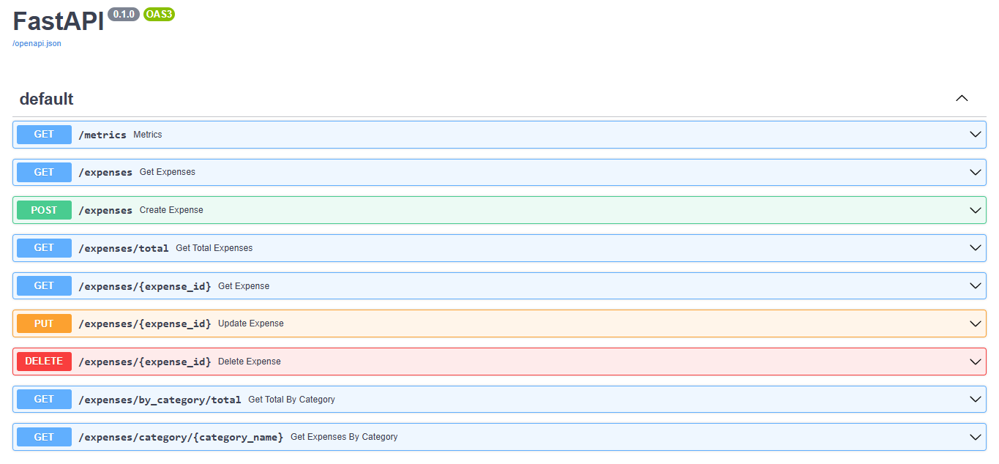 FastAPI 0.1.0 OAS3
/openapi.json
default
GET /metrics Metrics
GET /expenses Get Expenses
POST /expenses Create Expense
GET /expenses/total Get Total Expenses
GET /expenses/{expense_id} Get Expense
PUT /expenses/{expense_id} Update Expense
DELETE /expenses/{expense_id} Delete Expense
GET /expenses/by_category/total Get Total By Category
GET /expenses/category/{category_name} Get Expenses By Category